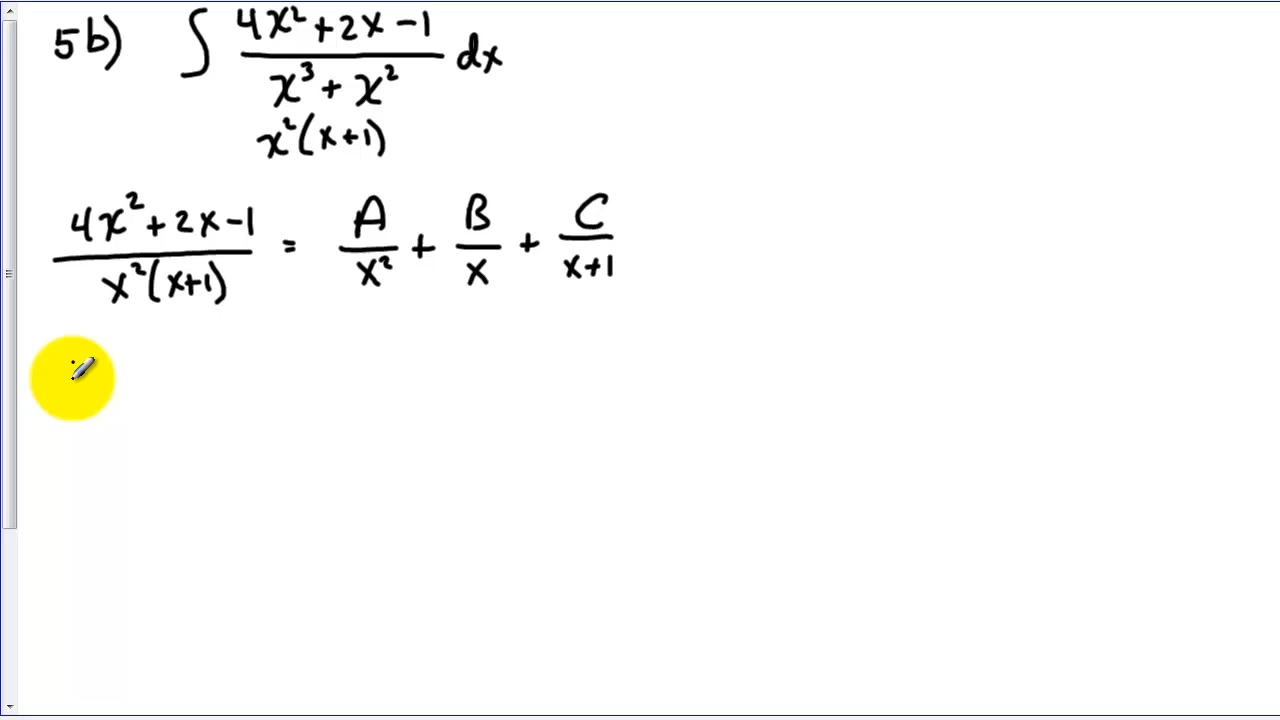 5b) ∫ (4x² + 2x − 1)/(x³ + x²) dx
x²(x+1)
(4x² + 2x − 1)/(x²(x+1)) = A/x² + B/x + C/(x+1)